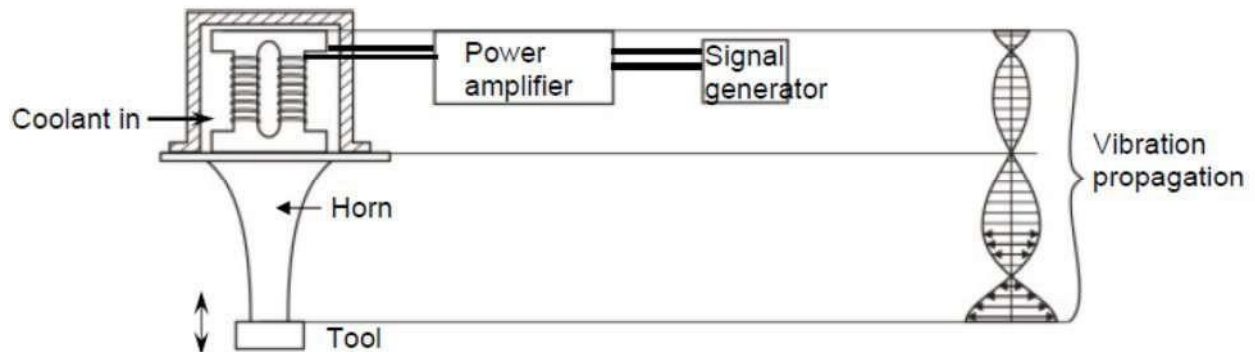 Power
amplifier
Signal
generator
Coolant in
Vibration
propagation
Horn
Tool